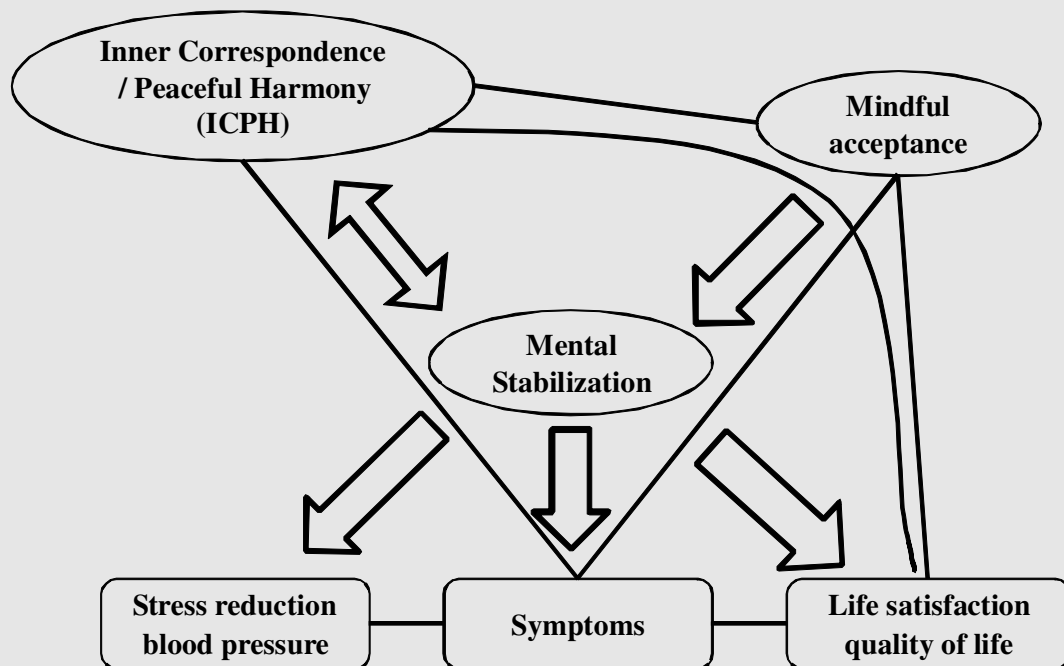 Inner Correspondence
/ Peaceful Harmony
(ICPH)
Mindful
acceptance
Mental
Stabilization
Stress reduction
blood pressure
Symptoms
Life satisfaction
quality of life